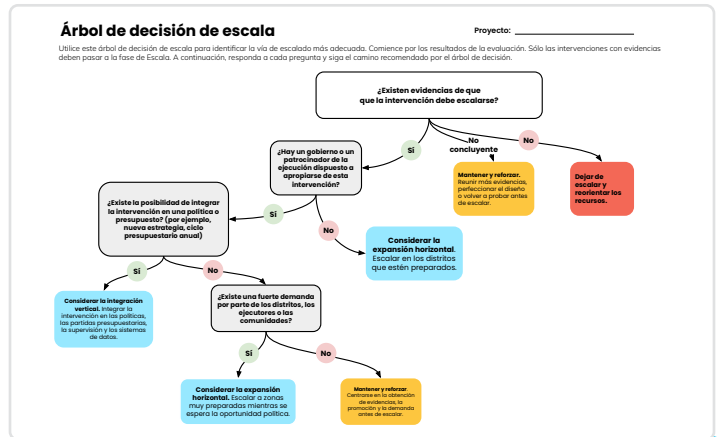 Árbol de decisión de escala
Proyecto:
Utilice este árbol de decisión de escala para identificar la vía de escalado más adecuada. Comience por los resultados de la evaluación. Sólo las intervenciones con evidencias
deben pasar a la fase de Escala. A continuación, responda a cada pregunta y siga el camino recomendado por el árbol de decisión.
¿Existen evidencias de que
que la intervención debe escalarse?
Sí
No
concluyente
No
¿Hay un gobierno o un
patrocinador de la
ejecución dispuesto a
apropiarse de esta
intervención?
Mantener y reforzar.
Reunir más evidencias,
perfeccionar el diseño
o volver a probar antes
de escalar.
Dejar de
escalar y
reorientar los
recursos.
¿Existe la posibilidad de integrar
la intervención en una política o
presupuesto? (por ejemplo,
nueva estrategia, ciclo
presupuestario anual)
Sí
No
Considerar la
expansión horizontal.
Escalar en los distritos
que estén preparados.
Sí
No
Considerar la integración
vertical. Integrar la
intervención en las políticas,
las partidas presupuestarias,
la supervisión y los sistemas
de datos.
¿Existe una fuerte demanda
por parte de los distritos, los
ejecutores o las
comunidades?
Sí
No
Considerar la expansión
horizontal. Escalar a zonas
muy preparadas mientras se
espera la oportunidad política.
Mantener y reforzar.
Centrarse en la obtención
de evidencias, la
promoción y la demanda
antes de escalar.